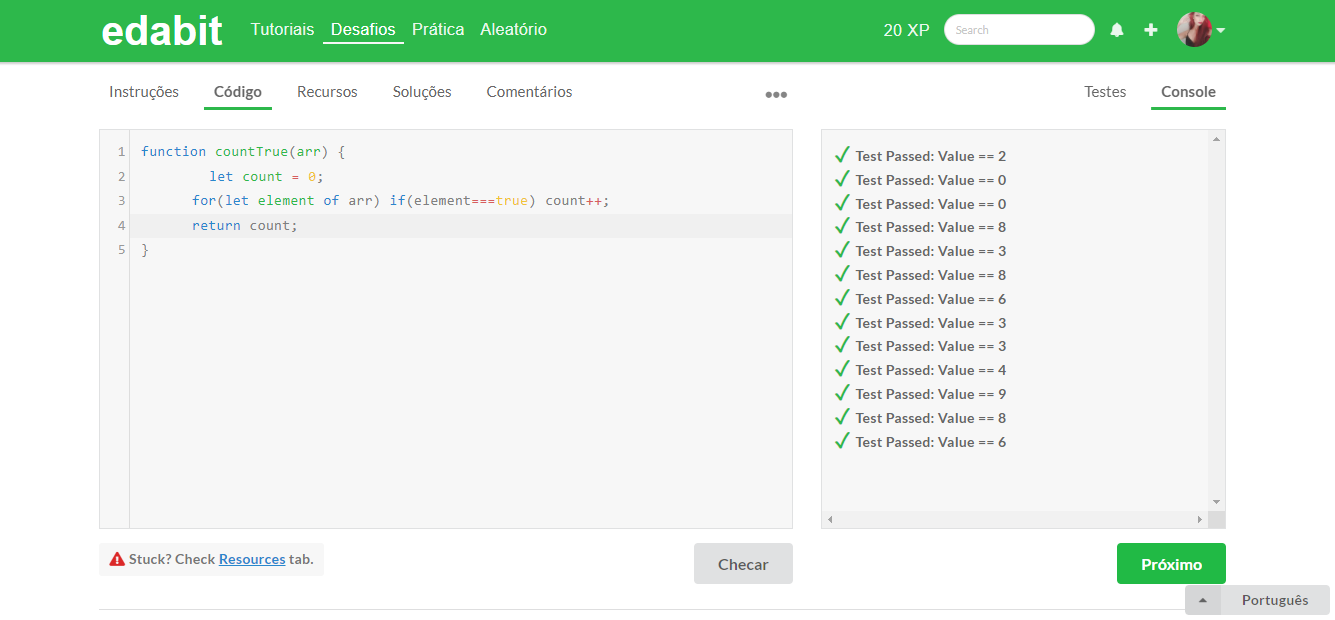 edabit Tutoriais Desafios Prática Aleatório 20 XP Search
Instruções Código Recursos Soluções Comentários ••• Testes Console
1 function countTrue(arr) {
2 let count = 0;
3 for(let element of arr) if(element===true) count++;
4 return count;
5 }
Test Passed: Value == 2
Test Passed: Value == 0
Test Passed: Value == 0
Test Passed: Value == 8
Test Passed: Value == 3
Test Passed: Value == 8
Test Passed: Value == 6
Test Passed: Value == 3
Test Passed: Value == 3
Test Passed: Value == 4
Test Passed: Value == 9
Test Passed: Value == 8
Test Passed: Value == 6
Stuck? Check Resources tab.
Checar
Próximo
Português